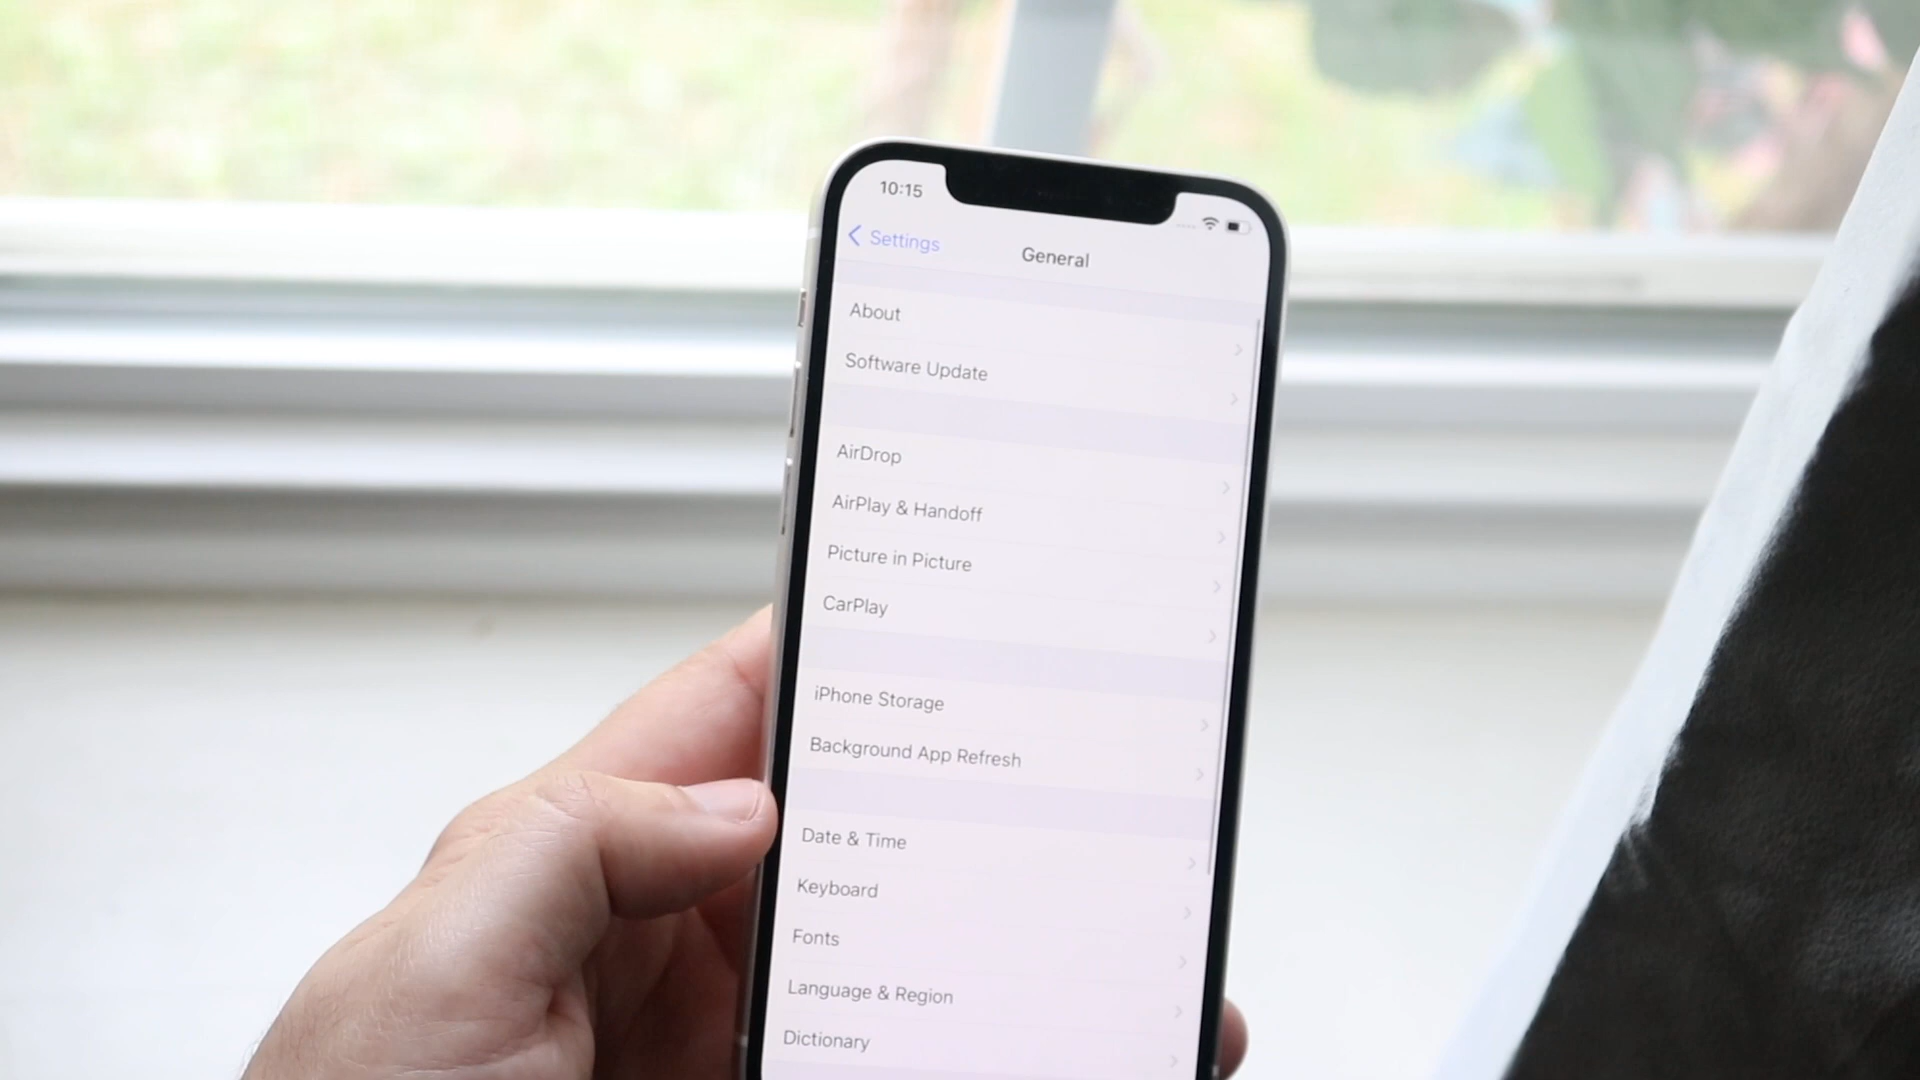 10:15
Settings
General
About
Software Update
AirDrop
AirPlay & Handoff
Picture in Picture
CarPlay
iPhone Storage
Background App Refresh
Date & Time
Keyboard
Fonts
Language & Region
Dictionary